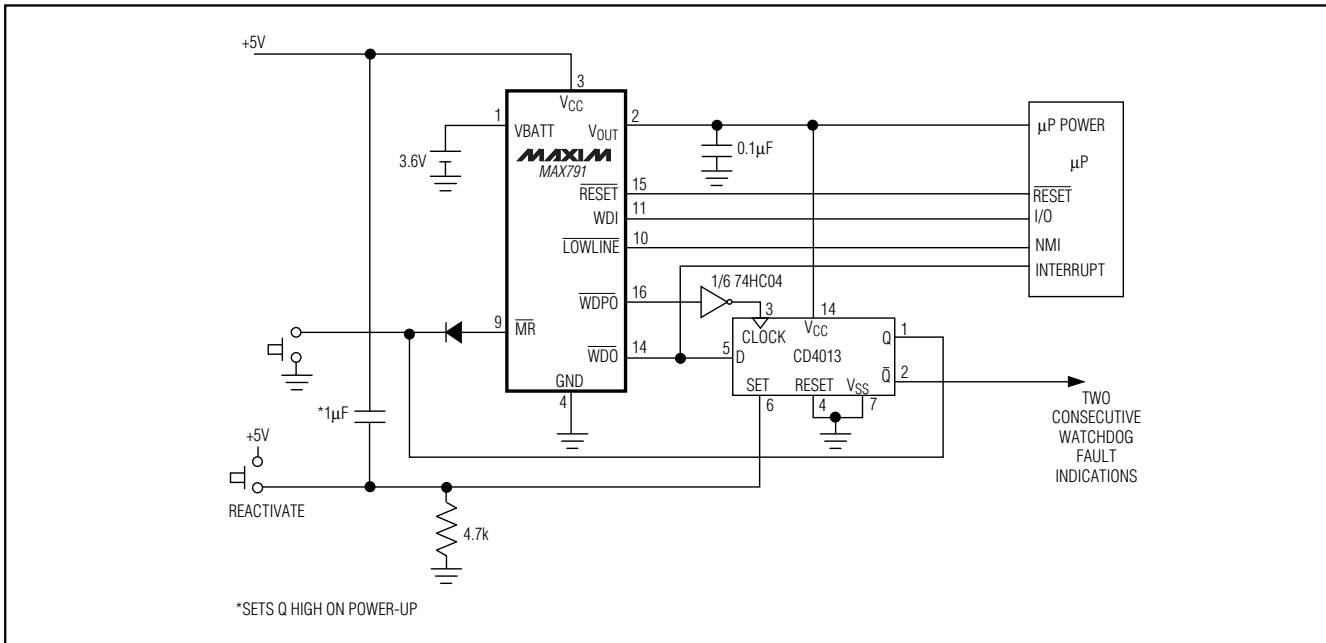 +5V
3
VCC
1
VBATT
VOUT
2
µP POWER
3.6V
MAXIM
MAX791
0.1µF
µP
RESET
15
RESET
WDI
11
I/O
LOWLINE
10
NMI
INTERRUPT
1/6 74HC04
WDPO
16
3
14
9
MR
CLOCK
VCC
Q
1
WDO
14
5
D
CD4013
Q̅
2
GND
SET
RESET
VSS
4
6
4
7
*1µF
TWO
CONSECUTIVE
WATCHDOG
FAULT
INDICATIONS
+5V
REACTIVATE
4.7k
*SETS Q HIGH ON POWER-UP